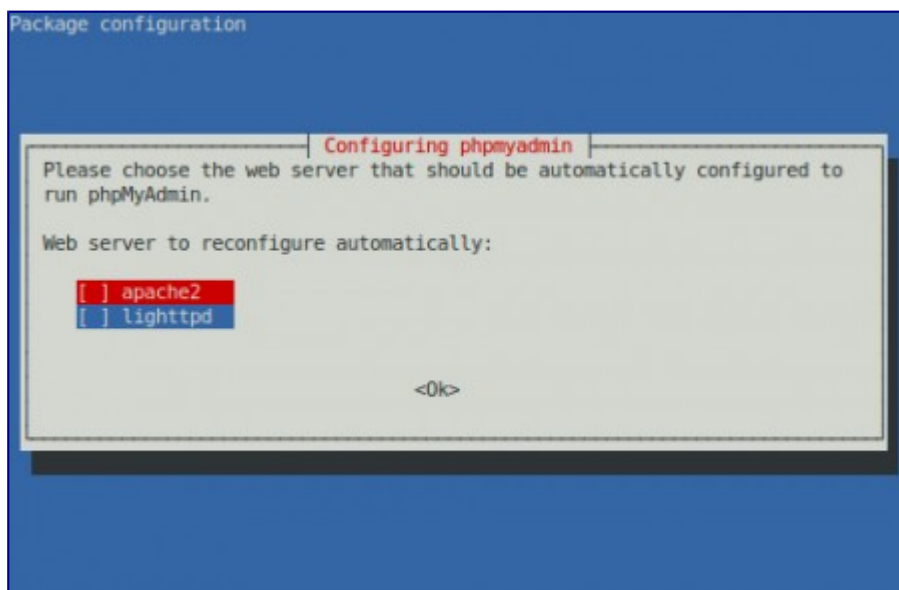 Package configuration
Configuring phpmyadmin
Please choose the web server that should be automatically configured to
run phpMyAdmin.
Web server to reconfigure automatically:
[ ] apache2
[ ] lighttpd
<Ok>